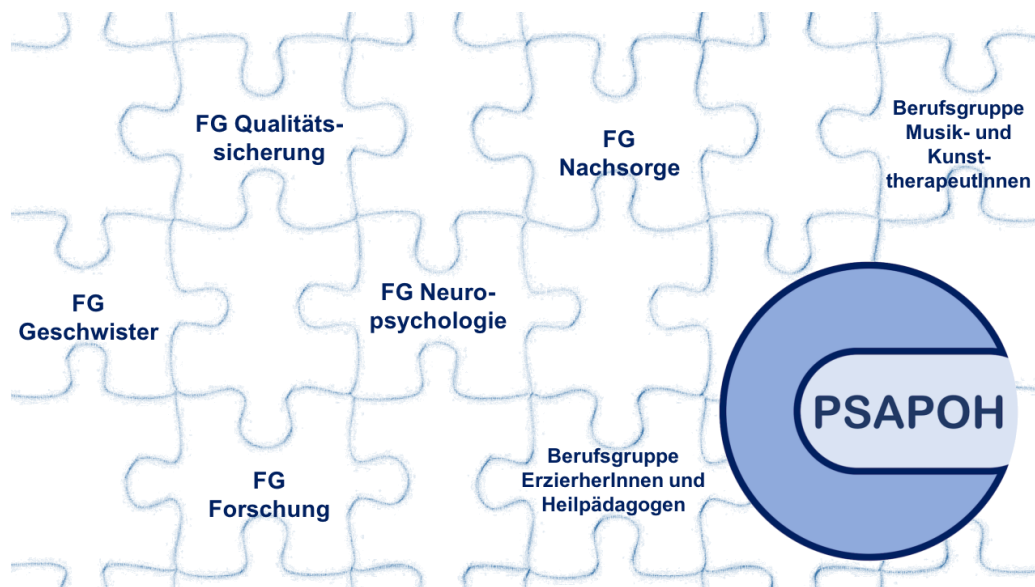 FG Qualitäts-
sicherung
FG
Nachsorge
Berufsgruppe
Musik- und
Kunst-
therapeutInnen
FG
Geschwister
FG Neuro-
psychologie
PSAPOH
FG
Forschung
Berufsgruppe
ErzierherInnen und
Heilpädagogen